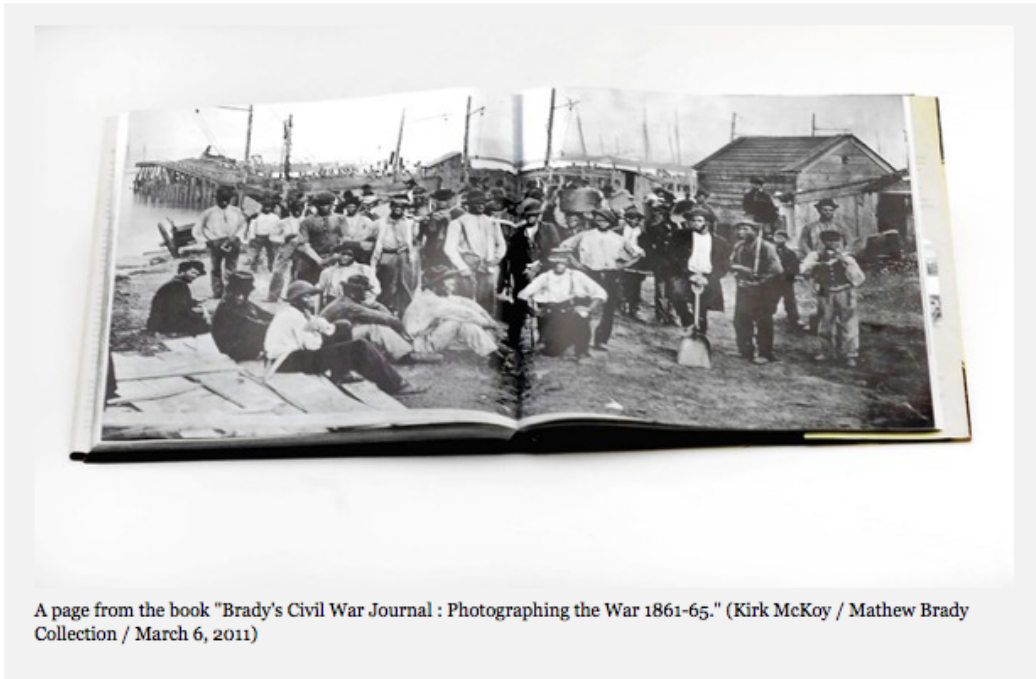 A page from the book "Brady's Civil War Journal : Photographing the War 1861-65." (Kirk McKoy / Mathew Brady
Collection / March 6, 2011)